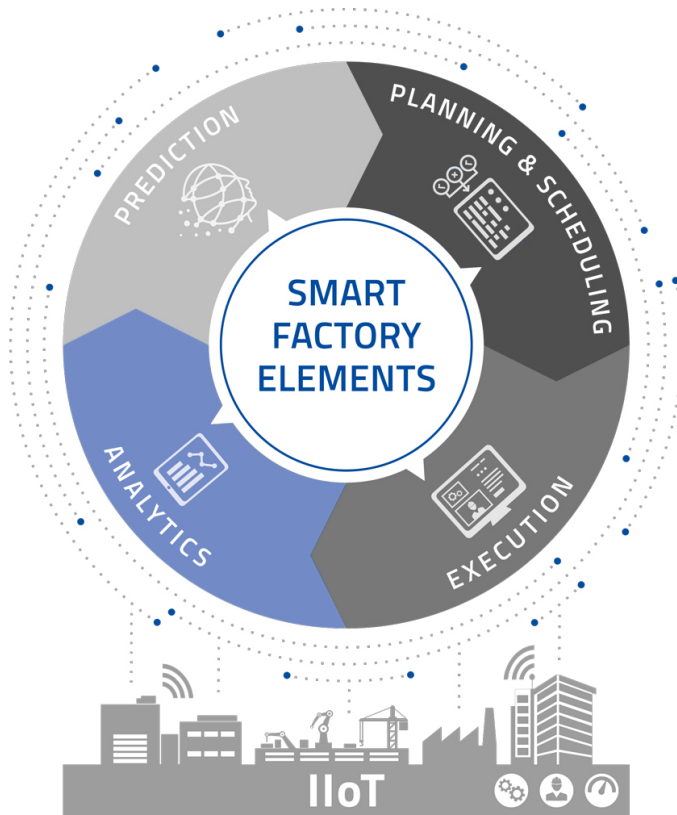 PREDICTION
PLANNING & SCHEDULING
SMART
FACTORY
ELEMENTS
ANALYTICS
EXECUTION
IIoT